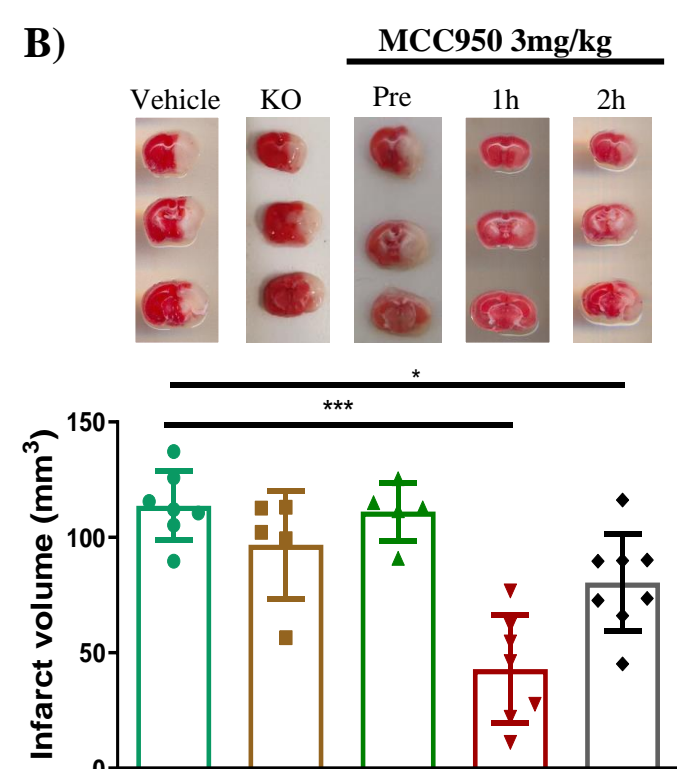 B)
MCC950 3mg/kg
Vehicle KO Pre 1h 2h
*
***
Infarct volume (mm³)
150
100
50
0